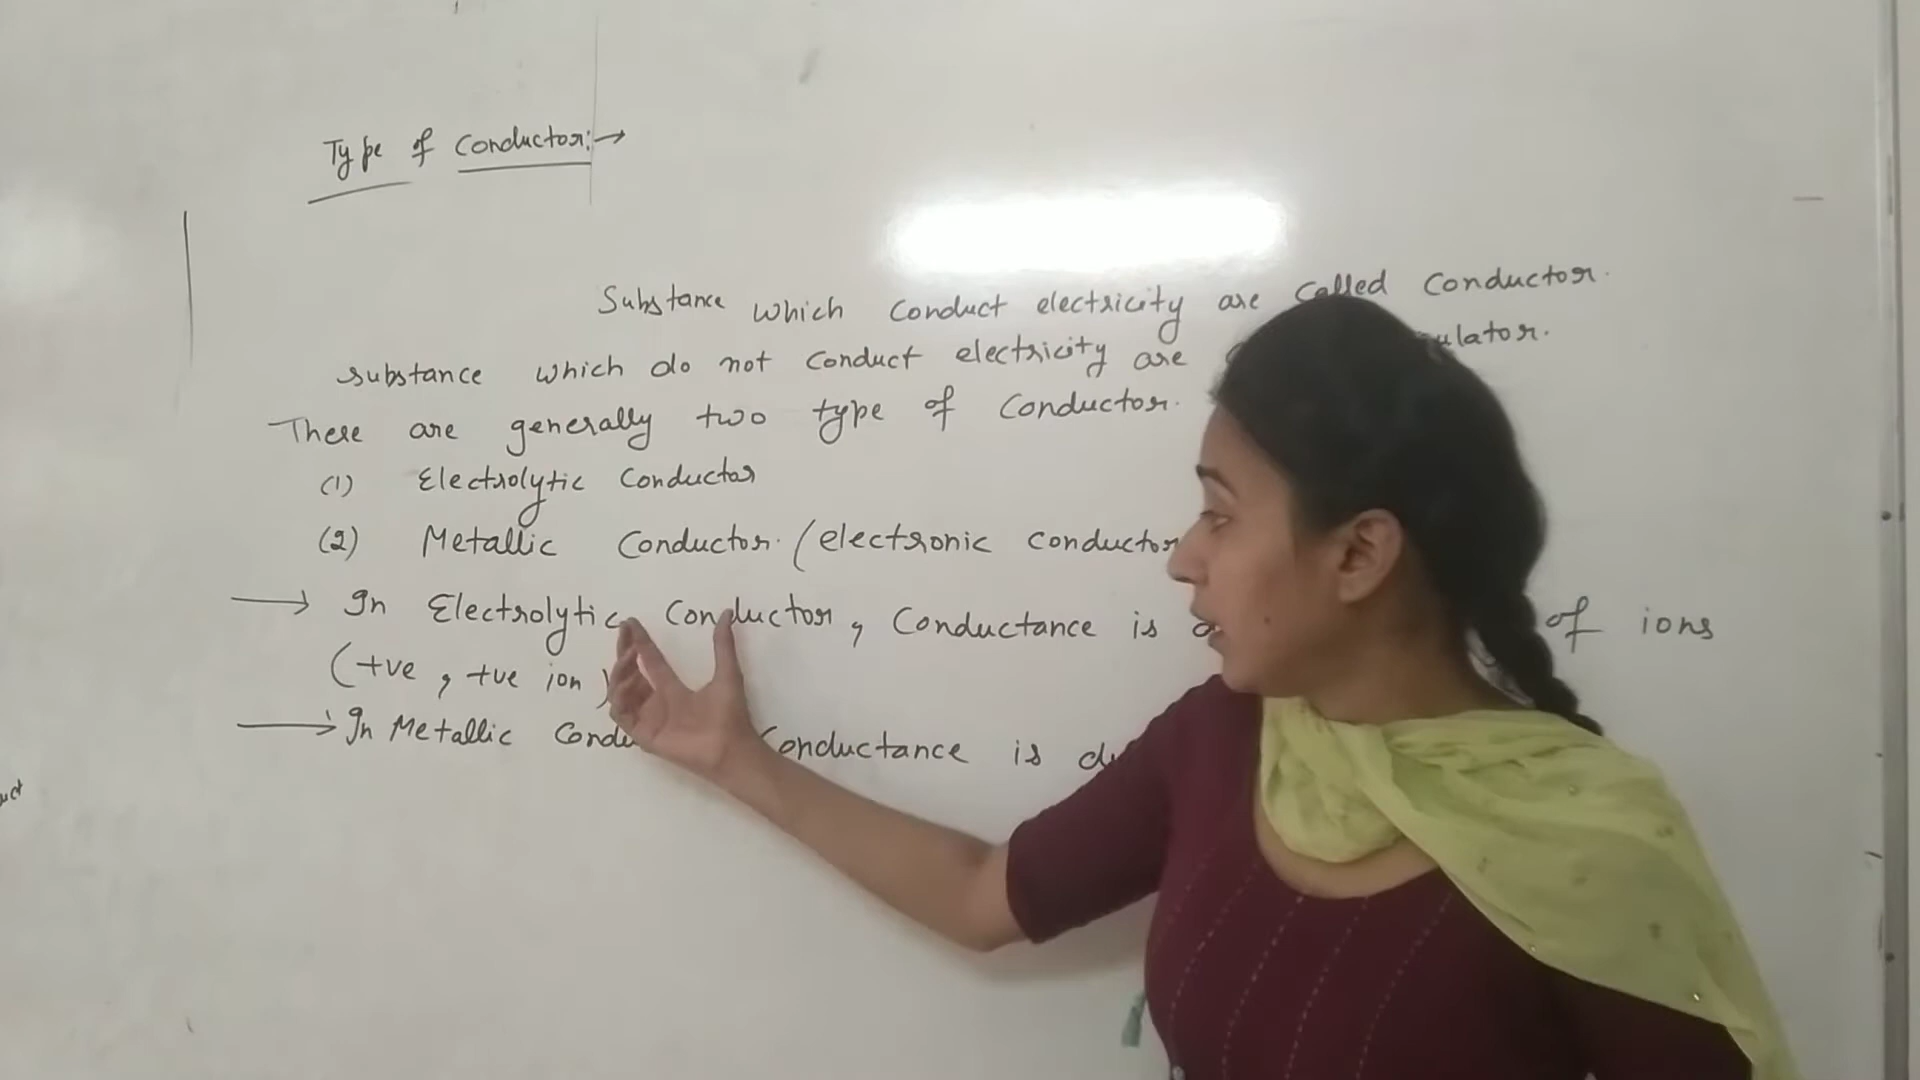 Type of Conductor:→
Substance which conduct electricity are called Conductor.
substance which do not conduct electricity are
There are generally two type of Conductor.
(1) Electrolytic Conductor
(2) Metallic Conductor. (electronic conductor
→ In Electrolytic Conductor, Conductance is of ions
(+ve, +ve ion)
→ In Metallic Conductance is